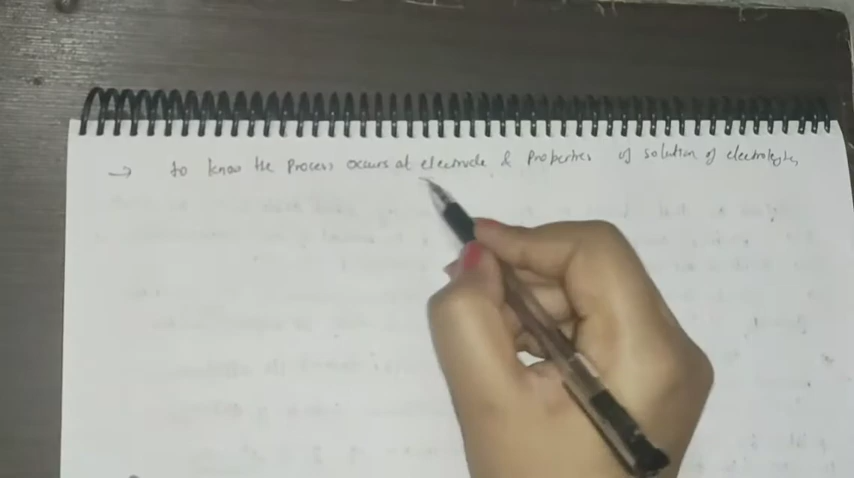 → to know the process occurs at electrode & properties of solution of electrolytes